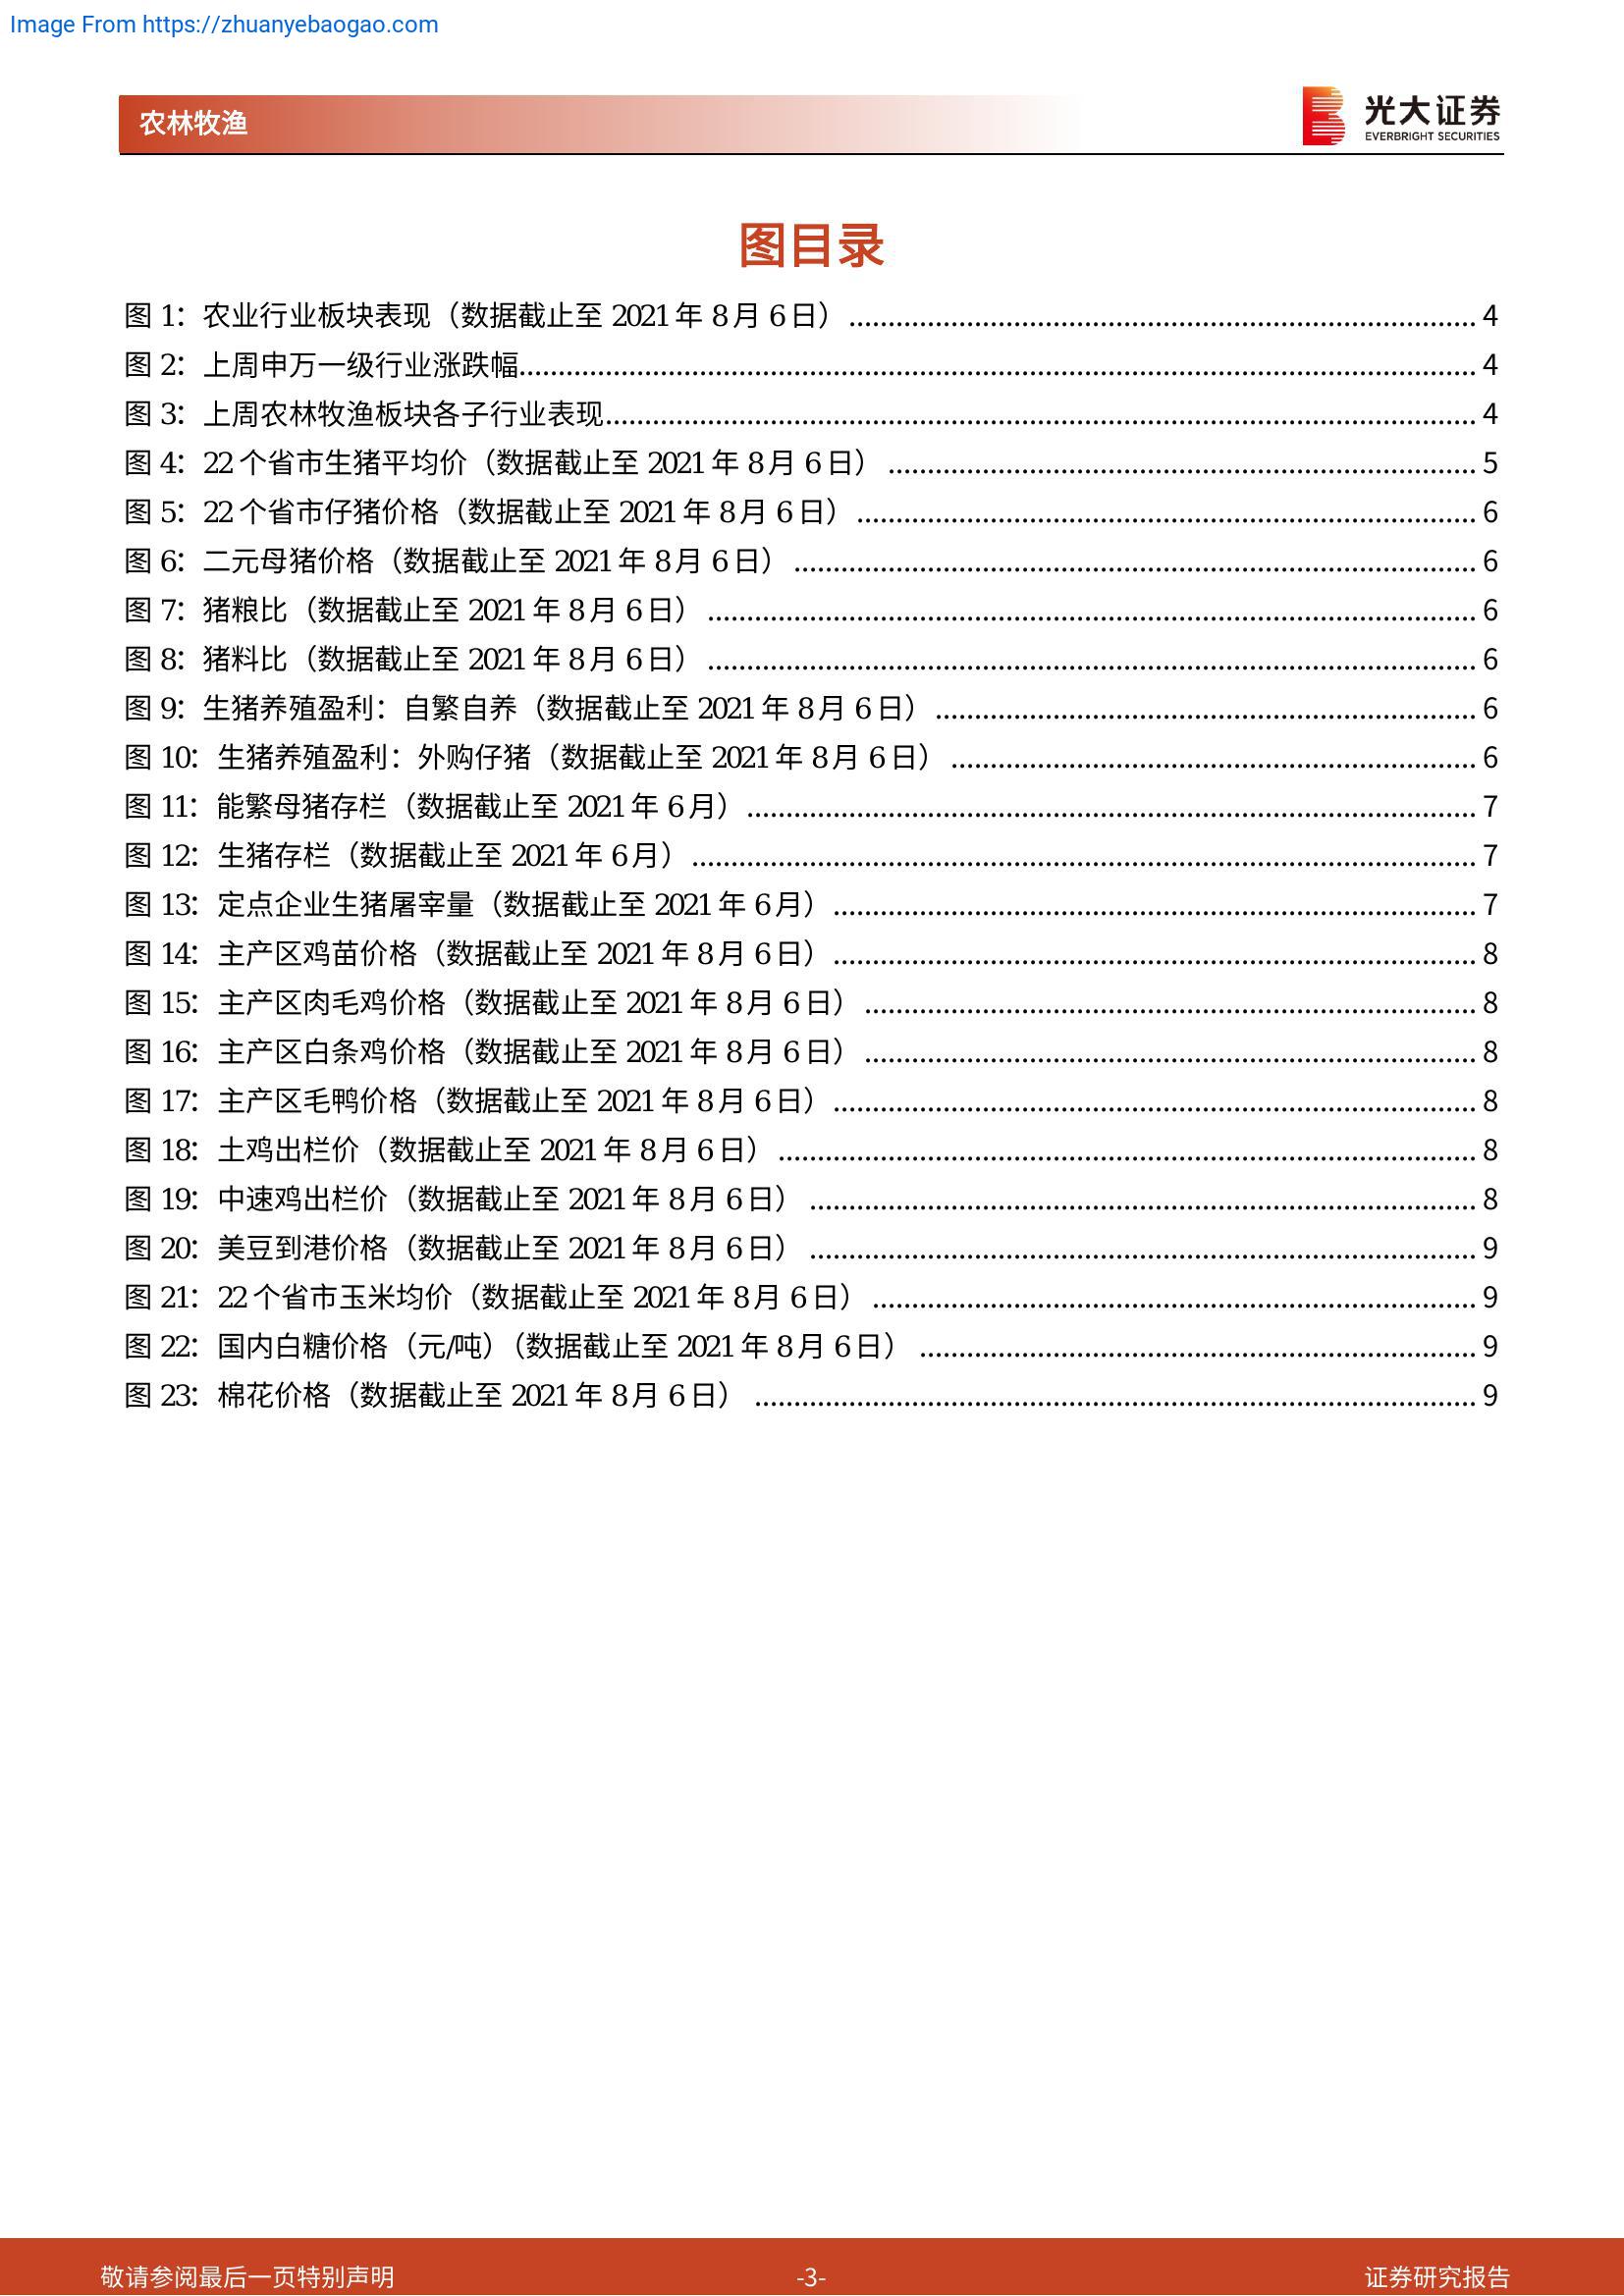 Image From https://zhuanyebaogao.com
农林牧渔
光大证券
EVERBRIGHT SECURITIES
图目录
图 1：农业行业板块表现（数据截止至 2021 年 8 月 6 日） 4
图 2：上周申万一级行业涨跌幅 4
图 3：上周农林牧渔板块各子行业表现 4
图 4：22 个省市生猪平均价（数据截止至 2021 年 8 月 6 日） 5
图 5：22 个省市仔猪价格（数据截止至 2021 年 8 月 6 日） 6
图 6：二元母猪价格（数据截止至 2021 年 8 月 6 日） 6
图 7：猪粮比（数据截止至 2021 年 8 月 6 日） 6
图 8：猪料比（数据截止至 2021 年 8 月 6 日） 6
图 9：生猪养殖盈利：自繁自养（数据截止至 2021 年 8 月 6 日） 6
图 10：生猪养殖盈利：外购仔猪（数据截止至 2021 年 8 月 6 日） 6
图 11：能繁母猪存栏（数据截止至 2021 年 6 月） 7
图 12：生猪存栏（数据截止至 2021 年 6 月） 7
图 13：定点企业生猪屠宰量（数据截止至 2021 年 6 月） 7
图 14：主产区鸡苗价格（数据截止至 2021 年 8 月 6 日） 8
图 15：主产区肉毛鸡价格（数据截止至 2021 年 8 月 6 日） 8
图 16：主产区白条鸡价格（数据截止至 2021 年 8 月 6 日） 8
图 17：主产区毛鸭价格（数据截止至 2021 年 8 月 6 日） 8
图 18：土鸡出栏价（数据截止至 2021 年 8 月 6 日） 8
图 19：中速鸡出栏价（数据截止至 2021 年 8 月 6 日） 8
图 20：美豆到港价格（数据截止至 2021 年 8 月 6 日） 9
图 21：22 个省市玉米均价（数据截止至 2021 年 8 月 6 日） 9
图 22：国内白糖价格（元/吨）（数据截止至 2021 年 8 月 6 日） 9
图 23：棉花价格（数据截止至 2021 年 8 月 6 日） 9
敬请参阅最后一页特别声明
-3-
证券研究报告